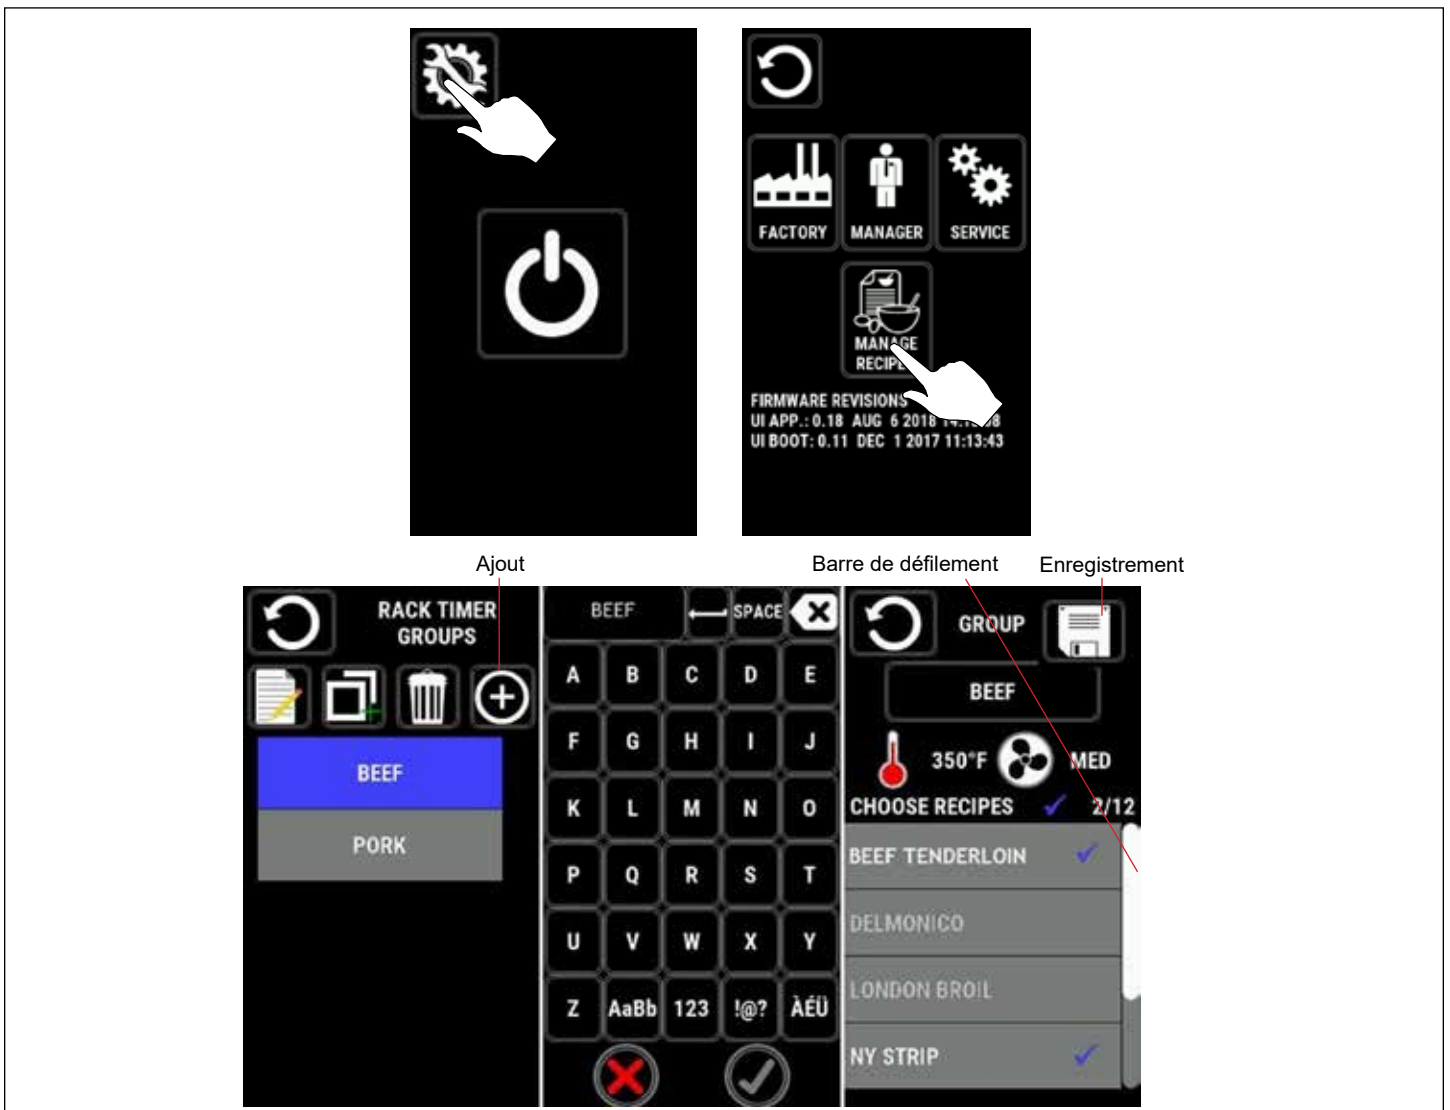 FACTORY
MANAGER
SERVICE
MANAGE
FIRMWARE REVISIONS
UI APP.: 0.18 AUG 6 2018
UI BOOT: 0.11 DEC 1 2017 11:13:43
Ajout
Barre de défilement
Enregistrement
RACK TIMER
GROUPS
BEEF
PORK
BEEF
SPACE
A B C D E
F G H I J
K L M N O
P Q R S T
U V W X Y
Z AaBb 123 !@? ÀÉÜ
GROUP
BEEF
350°F MED
CHOOSE RECIPES 2/12
BEEF TENDERLOIN
DELMONICO
LONDON BROIL
NY STRIP